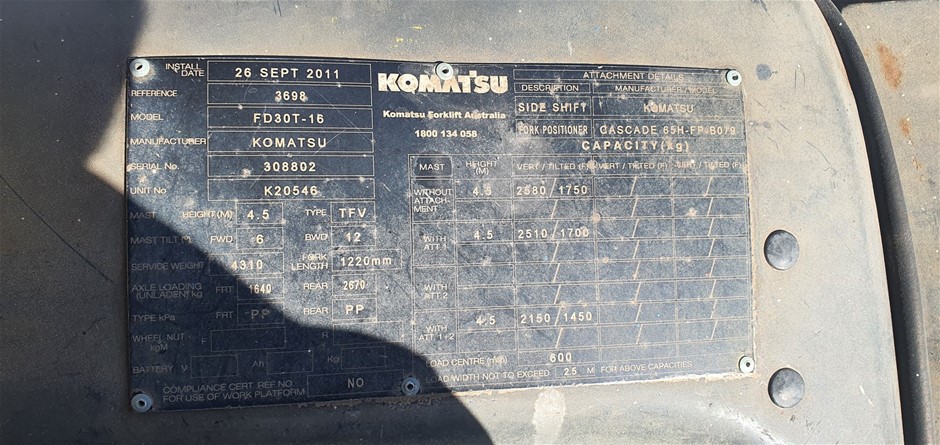 INSTALL DATE 26 SEPT 2011
REFERENCE 3698
MODEL FD30T-16
MANUFACTURER KOMATSU
SERIAL No. 308802
UNIT No K20546
MAST HEIGHT (M) 4.5 TYPE TFV
MAST TILT (°) FWD 6 BWD 12
SERVICE WEIGHT 4310 FORK LENGTH 1220mm
AXLE LOADING (UNLADEN) kg FRT 1640 REAR 2670
TYPE kPa FRT PP REAR PP
WHEEL NUT kgM F R
BATTERY V Ah Kg
COMPLIANCE CERT REF NO
FOR USE OF WORK PLATFORM NO
KOMATSU
Komatsu Forklift Australia
1800 134 058
ATTACHMENT DETAILS
DESCRIPTION MANUFACTURER / MODEL
SIDE SHIFT KOMATSU
FORK POSITIONER CASCADE 65H-FP-B079
CAPACITY (kg)
MAST HEIGHT (M) VERT / TILTED (F) VERT / TILTED (F) VERT / TILTED (F)
WITHOUT ATTACH-MENT 4.5 2580 / 1750
WITH ATT 1 4.5 2510 / 1700
WITH ATT 2
WITH ATT 1+2 4.5 2150 / 1450
LOAD CENTRE (mm) 600
LOAD WIDTH NOT TO EXCEED 2.5 M FOR ABOVE CAPACITIES